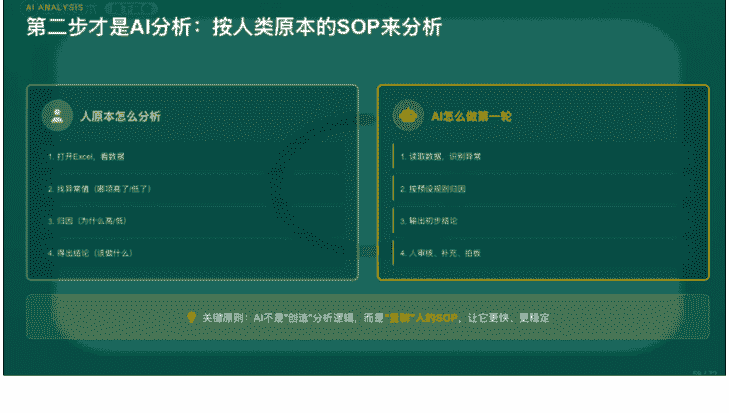 AI ANALYSIS
第二步才是AI分析：按人类原本的SOP来分析
人原本怎么分析
1. 打开Excel，看数据
2. 找异常值（哪项高了/低了）
3. 归因（为什么高/低）
4. 得出结论（该做什么）
AI怎么做第一轮
1. 读取数据、识别异常
2. 按预设规则归因
3. 输出初步结论
4. 人审核、补充、拍板
关键原则：AI不是"创造"分析逻辑，而是"复制"人的SOP，让它更快、更稳定